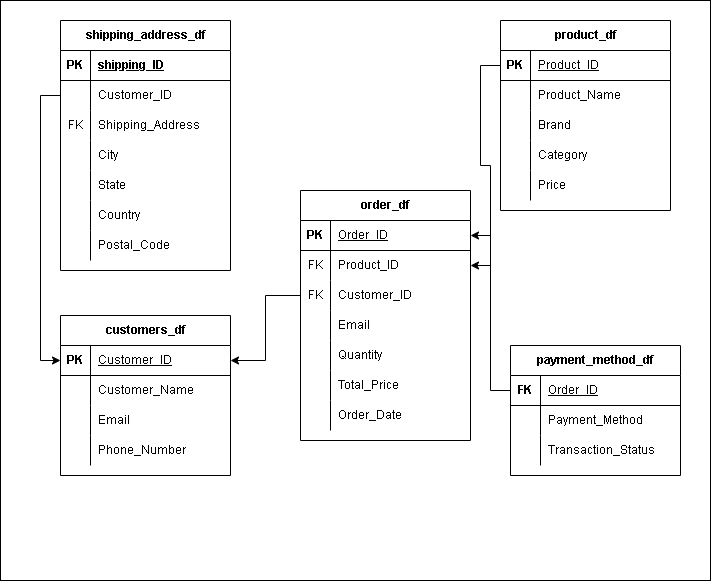 shipping_address_df
PK shipping_ID
Customer_ID
FK Shipping_Address
City
State
Country
Postal_Code
product_df
PK Product_ID
Product_Name
Brand
Category
Price
order_df
PK Order_ID
FK Product_ID
FK Customer_ID
Email
Quantity
Total_Price
Order_Date
customers_df
PK Customer_ID
Customer_Name
Email
Phone_Number
payment_method_df
FK Order_ID
Payment_Method
Transaction_Status